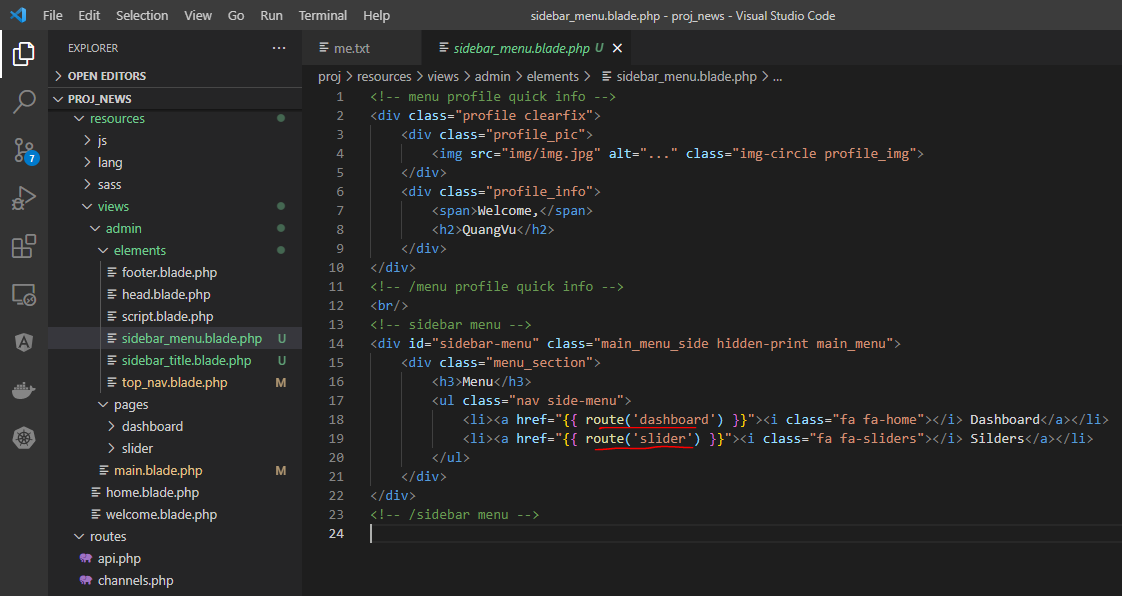 File Edit Selection View Go Run Terminal Help sidebar_menu.blade.php - proj_news - Visual Studio Code
EXPLORER ...
OPEN EDITORS
PROJ_NEWS
resources
js
lang
sass
views
admin
elements
footer.blade.php
head.blade.php
script.blade.php
sidebar_menu.blade.php U
sidebar_title.blade.php U
top_nav.blade.php M
pages
dashboard
slider
main.blade.php M
home.blade.php
welcome.blade.php
routes
api.php
channels.php
7
me.txt sidebar_menu.blade.php U
proj > resources > views > admin > elements > sidebar_menu.blade.php > ...
1 <!-- menu profile quick info -->
2 <div class="profile clearfix">
3 <div class="profile_pic">
4 <img src="img/img.jpg" alt="..." class="img-circle profile_img">
5 </div>
6 <div class="profile_info">
7 <span>Welcome,</span>
8 <h2>QuangVu</h2>
9 </div>
10 </div>
11 <!-- /menu profile quick info -->
12 <br/>
13 <!-- sidebar menu -->
14 <div id="sidebar-menu" class="main_menu_side hidden-print main_menu">
15 <div class="menu_section">
16 <h3>Menu</h3>
17 <ul class="nav side-menu">
18 <li><a href="{{ route('dashboard') }}"><i class="fa fa-home"></i> Dashboard</a></li>
19 <li><a href="{{ route('slider') }}"><i class="fa fa-sliders"></i> Silders</a></li>
20 </ul>
21 </div>
22 </div>
23 <!-- /sidebar menu -->
24